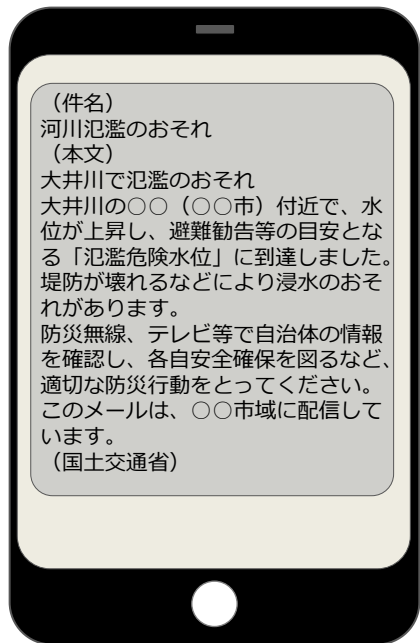 （件名）
河川氾濫のおそれ
（本文）
大井川で氾濫のおそれ
大井川の○○（○○市）付近で、水
位が上昇し、避難勧告等の目安とな
る「氾濫危険水位」に到達しました。
堤防が壊れるなどにより浸水のおそ
れがあります。
防災無線、テレビ等で自治体の情報
を確認し、各自安全確保を図るなど、
適切な防災行動をとってください。
このメールは、○○市域に配信して
います。
（国土交通省）